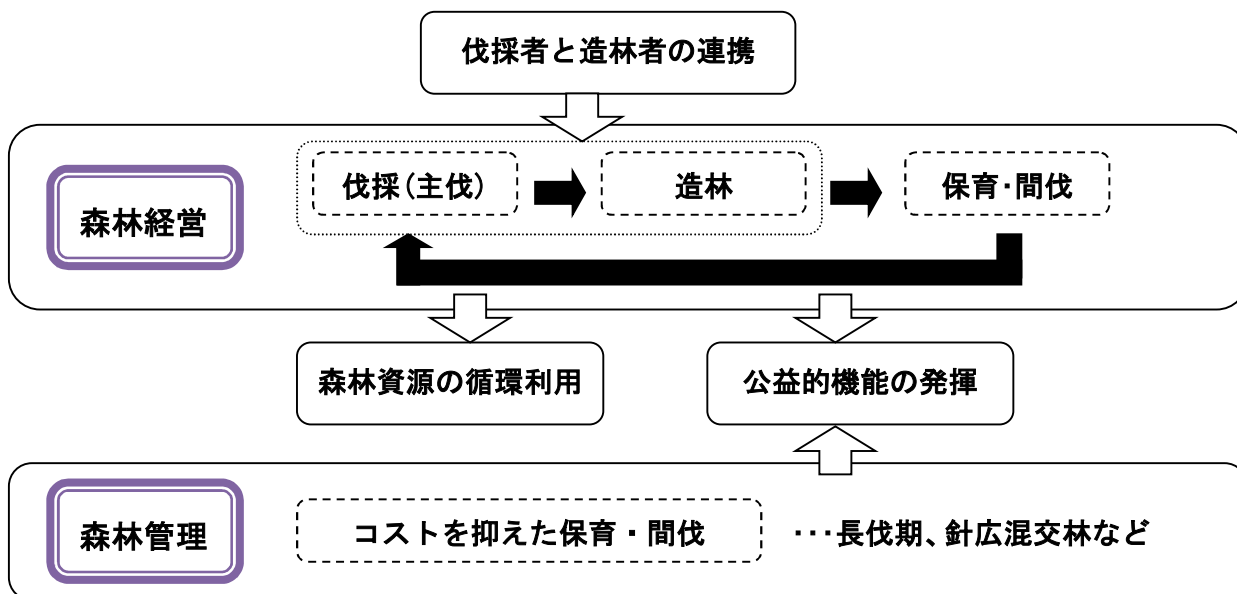 伐採者と造林者の連携
森林経営
伐採(主伐)
造林
保育・間伐
森林資源の循環利用
公益的機能の発揮
森林管理
コストを抑えた保育・間伐
･･･長伐期、針広混交林など